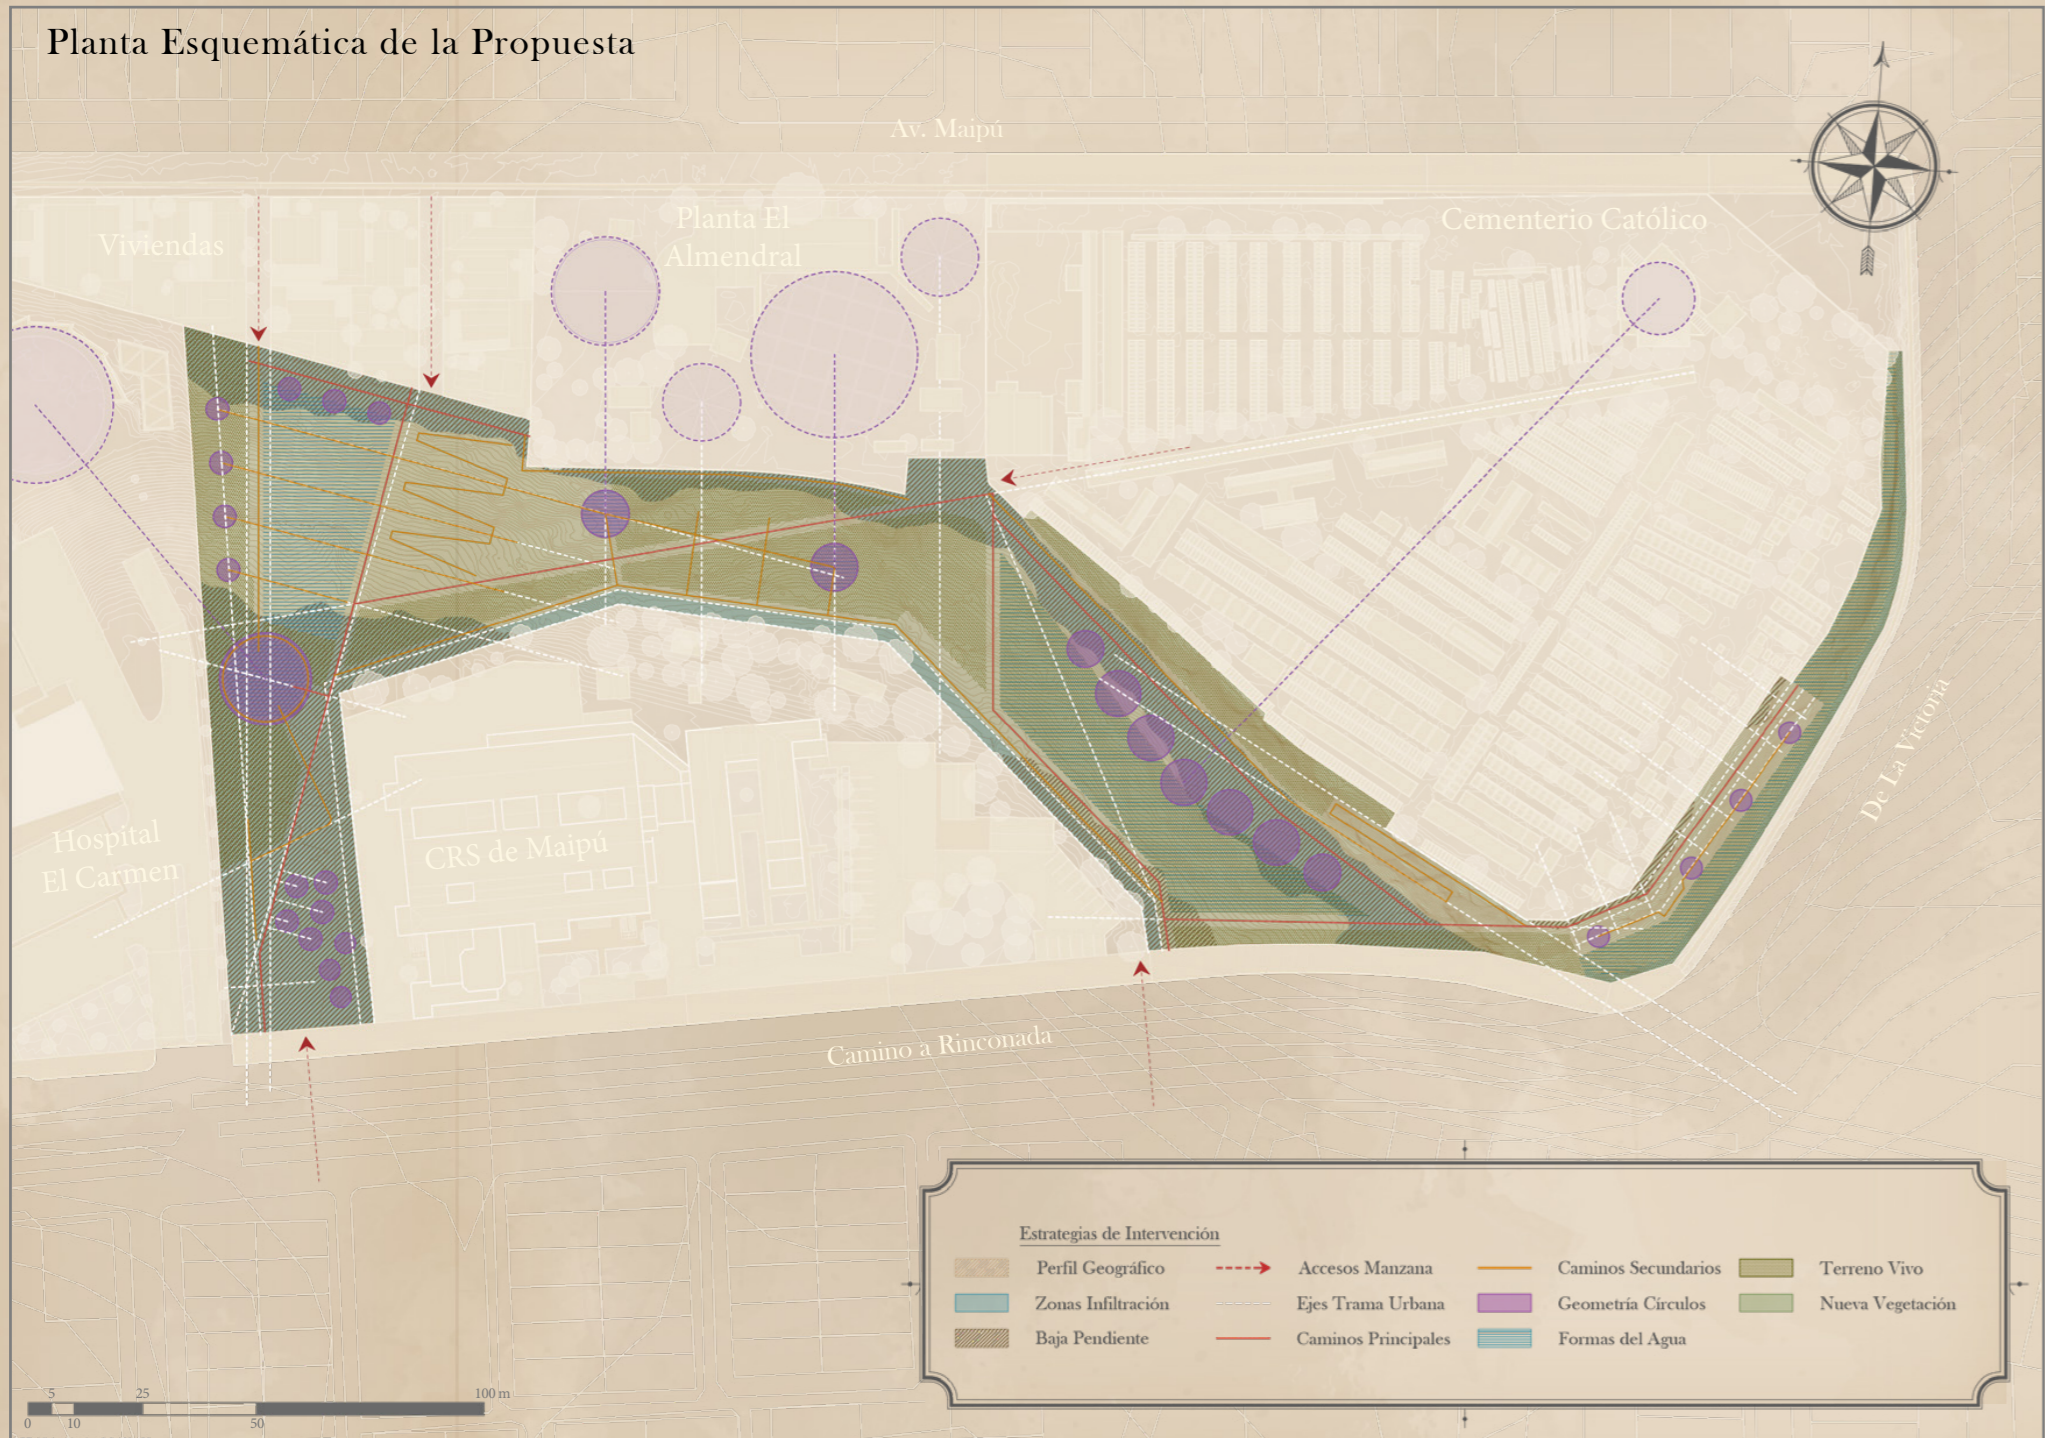 Planta Esquemática de la Propuesta
Av. Maipú
Viviendas
Planta El
Almendral
Cementerio Católico
De La Victoria
Hospital
El Carmen
CRS de Maipú
Camino a Rinconada
Estrategias de Intervención
Perfil Geográfico
Accesos Manzana
Caminos Secundarios
Terreno Vivo
Zonas Infiltración
Ejes Trama Urbana
Geometría Círculos
Nueva Vegetación
Baja Pendiente
Caminos Principales
Formas del Agua
5 25 100 m
0 10 50